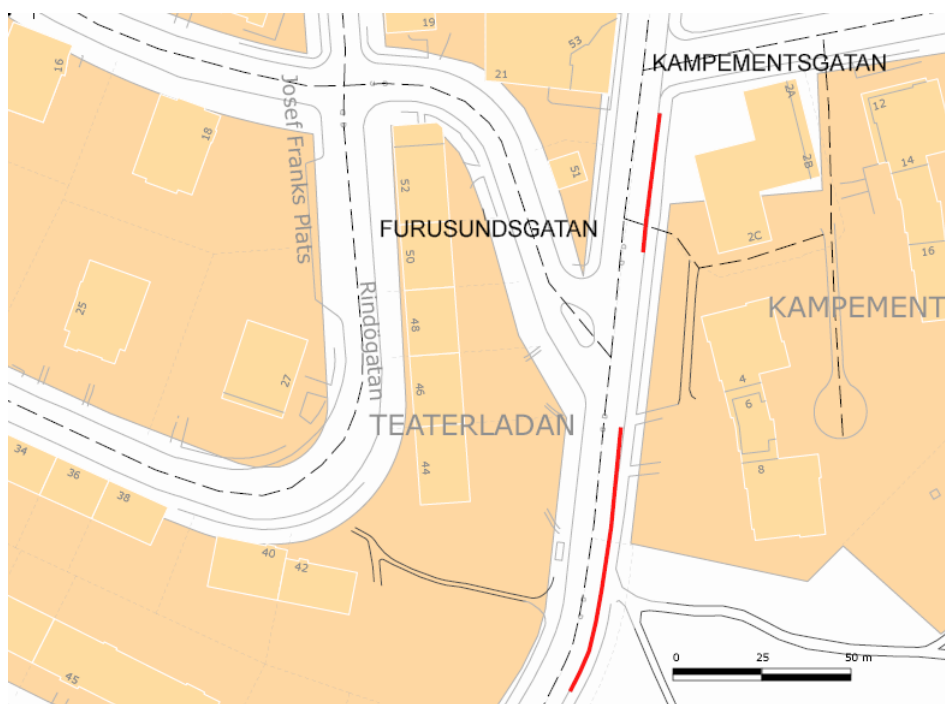 19
53
16
21
KAMPEMENTSGATAN
2A
12
18
Josef Franks Plats
2B
14
51
52
FURUSUNDSGATAN
2C
50
16
25
Rindögatan
KAMPEMENT
48
27
4
46
6
TEATERLADAN
34
44
8
36
38
40
42
0
25
50 m
45